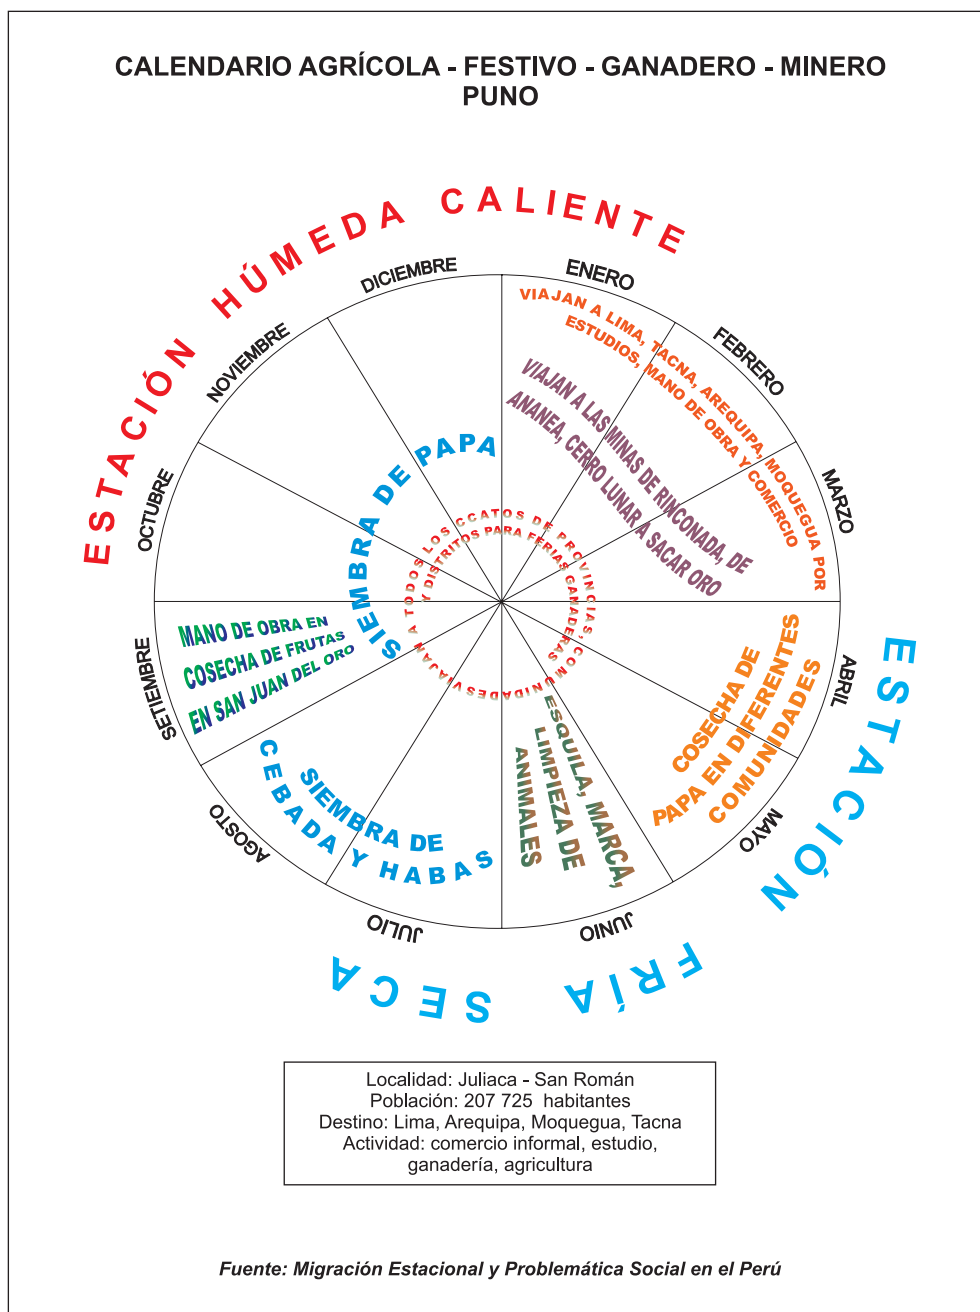 CALENDARIO AGRÍCOLA - FESTIVO - GANADERO - MINERO
PUNO
ESTACIÓN HÚMEDA CALIENTE
ENERO
FEBRERO
MARZO
ABRIL
MAYO
JUNIO
JULIO
AGOSTO
SETIEMBRE
OCTUBRE
NOVIEMBRE
DICIEMBRE
VIAJAN A LIMA, TACNA, AREQUIPA, MOQUEGUA POR
ESTUDIOS, MANO DE OBRA Y COMERCIO
VIAJAN A LAS MINAS DE RINCONADA, DE
ANANEA, CERRO LUNAR A SACAR ORO
SIEMBRA DE PAPA
VIAJAN A TODOS LOS CCATOS DE PROVINCIAS, COMUNIDADES
Y DISTRITOS PARA FERIAS GANADERAS
MANO DE OBRA EN
COSECHA DE FRUTAS
EN SAN JUAN DEL ORO
COSECHA DE
PAPA EN DIFERENTES
COMUNIDADES
ESQUILA, MARCA,
LIMPIEZA DE
ANIMALES
SIEMBRA DE
CEBADA Y HABAS
ESTACIÓN FRÍA SECA
Localidad: Juliaca - San Román
Población: 207 725 habitantes
Destino: Lima, Arequipa, Moquegua, Tacna
Actividad: comercio informal, estudio,
ganadería, agricultura
Fuente: Migración Estacional y Problemática Social en el Perú